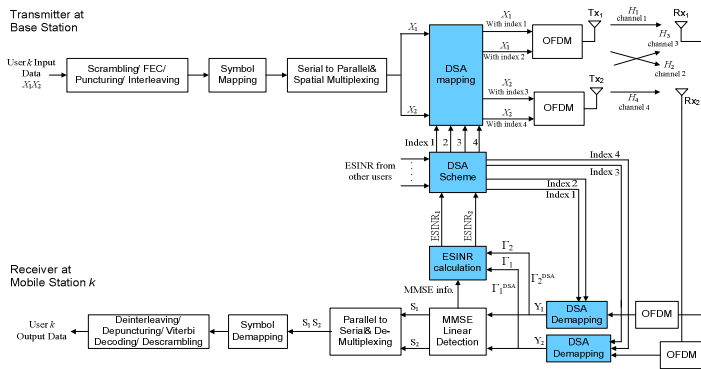 Transmitter at
Base Station
User k Input
Data
X₁X₂
Scrambling/ FEC/
Puncturing/ Interleaving
Symbol
Mapping
Serial to Parallel&
Spatial Multiplexing
X₁
X₂
DSA
mapping
X₁
With index 1
X₁
With index 2
X₂
With index 3
X₂
With index 4
OFDM
OFDM
Tx₁
Tx₂
H₁
channel 1
H₃
channel 3
H₂
channel 2
H₄
channel 4
Rx₁
Rx₂
Index 1 2 3 4
ESINR from
other users
DSA
Scheme
Index 4
Index 3
Index 2
Index 1
ESINR₁
ESINR₂
ESINR
calculation
Γ₂
Γ₁
Γ₁ᴰˢᴬ
Γ₂ᴰˢᴬ
MMSE info.
Receiver at
Mobile Station k
User k
Output Data
Deinterleaving/
Depuncturing/ Viterbi
Decoding/ Descrambling
Symbol
Demapping
S₁ S₂
Parallel to
Serial& De-
Multiplexing
S₁
S₂
MMSE
Linear
Detection
Y₁
Y₂
DSA
Demapping
DSA
Demapping
OFDM
OFDM